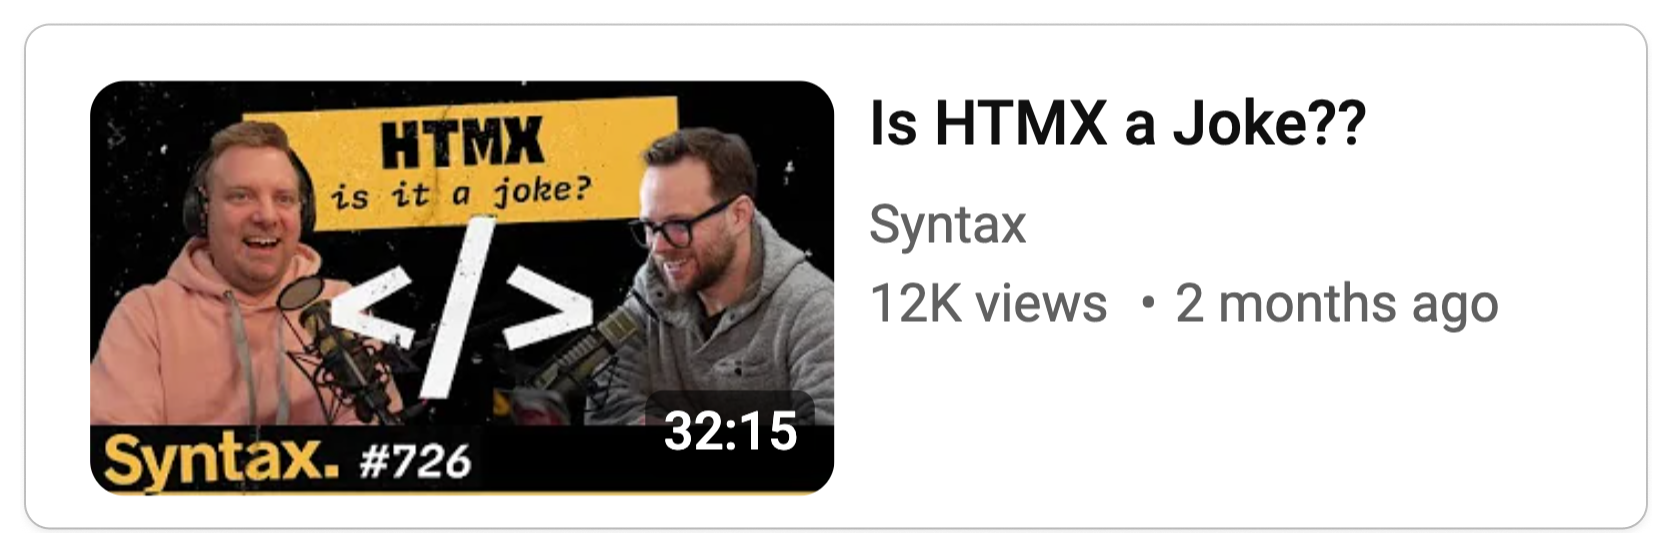 HTMX
is it a joke?
</>
Syntax. #726
32:15
Is HTMX a Joke??
Syntax
12K views • 2 months ago